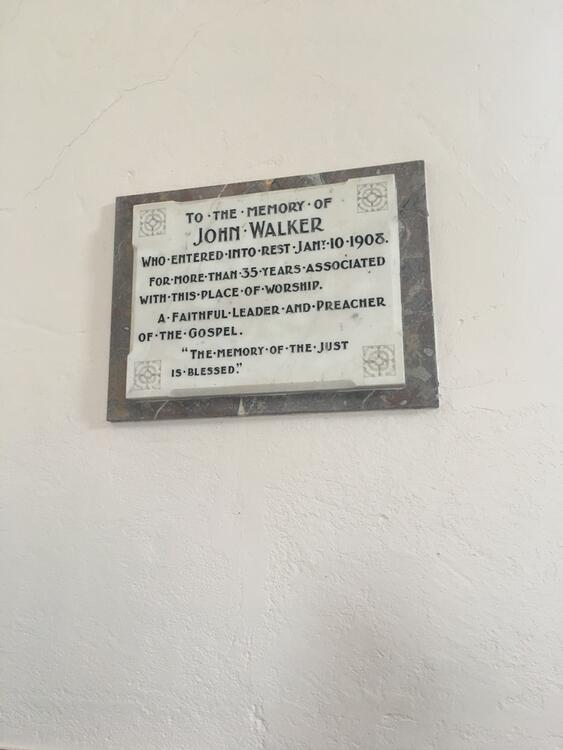 TO · THE · MEMORY · OF
JOHN · WALKER
WHO · ENTERED · INTO · REST · JANY. · 10 · 1908.
FOR · MORE · THAN · 35 · YEARS · ASSOCIATED
WITH · THIS · PLACE · OF · WORSHIP.
A · FAITHFUL · LEADER · AND · PREACHER
OF · THE · GOSPEL.
“THE · MEMORY · OF · THE · JUST
IS · BLESSED.”